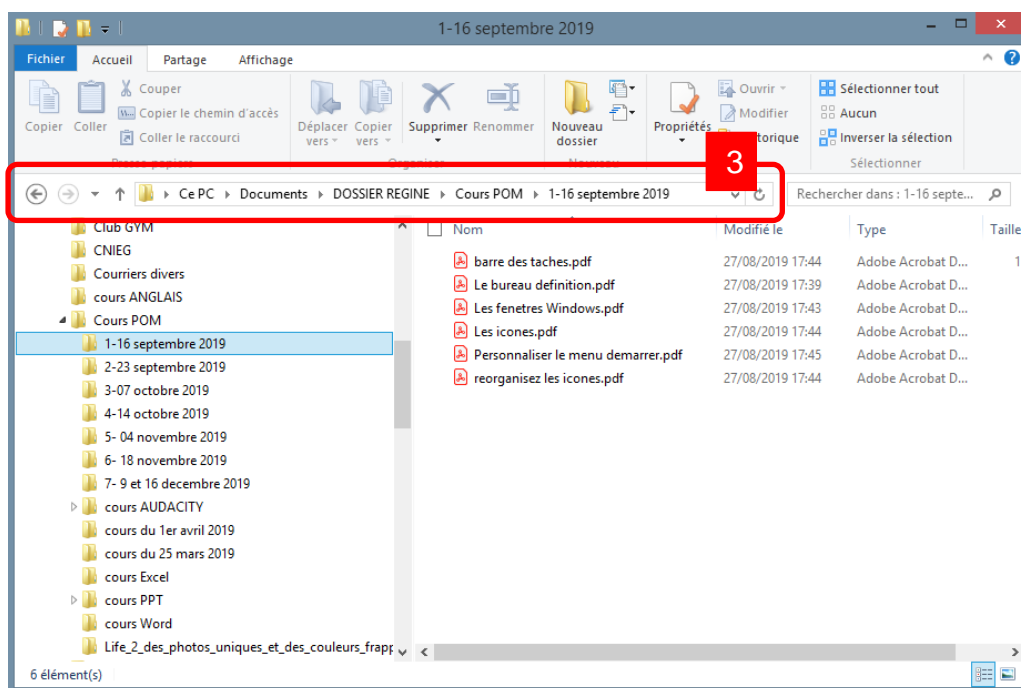 1-16 septembre 2019
Fichier Accueil Partage Affichage
Couper
Copier le chemin d'accès
Coller le raccourci
Copier Coller
Déplacer vers Copier vers
Supprimer Renommer
Nouveau dossier
Propriétés
Ouvrir
Modifier
Sélectionner tout
Aucun
Inverser la sélection
Sélectionner
3
Ce PC Documents DOSSIER REGINE Cours POM 1-16 septembre 2019
Rechercher dans : 1-16 septe...
Club GYM
CNIEG
Courriers divers
cours ANGLAIS
Cours POM
1-16 septembre 2019
2-23 septembre 2019
3-07 octobre 2019
4-14 octobre 2019
5- 04 novembre 2019
6- 18 novembre 2019
7- 9 et 16 decembre 2019
cours AUDACITY
cours du 1er avril 2019
cours du 25 mars 2019
cours Excel
cours PPT
cours Word
Life_2_des_photos_uniques_et_des_couleurs_frapp
Nom Modifié le Type Taille
barre des taches.pdf 27/08/2019 17:44 Adobe Acrobat D... 1
Le bureau definition.pdf 27/08/2019 17:39 Adobe Acrobat D...
Les fenetres Windows.pdf 27/08/2019 17:43 Adobe Acrobat D...
Les icones.pdf 27/08/2019 17:44 Adobe Acrobat D...
Personnaliser le menu demarrer.pdf 27/08/2019 17:45 Adobe Acrobat D...
reorganisez les icones.pdf 27/08/2019 17:44 Adobe Acrobat D...
6 élément(s)